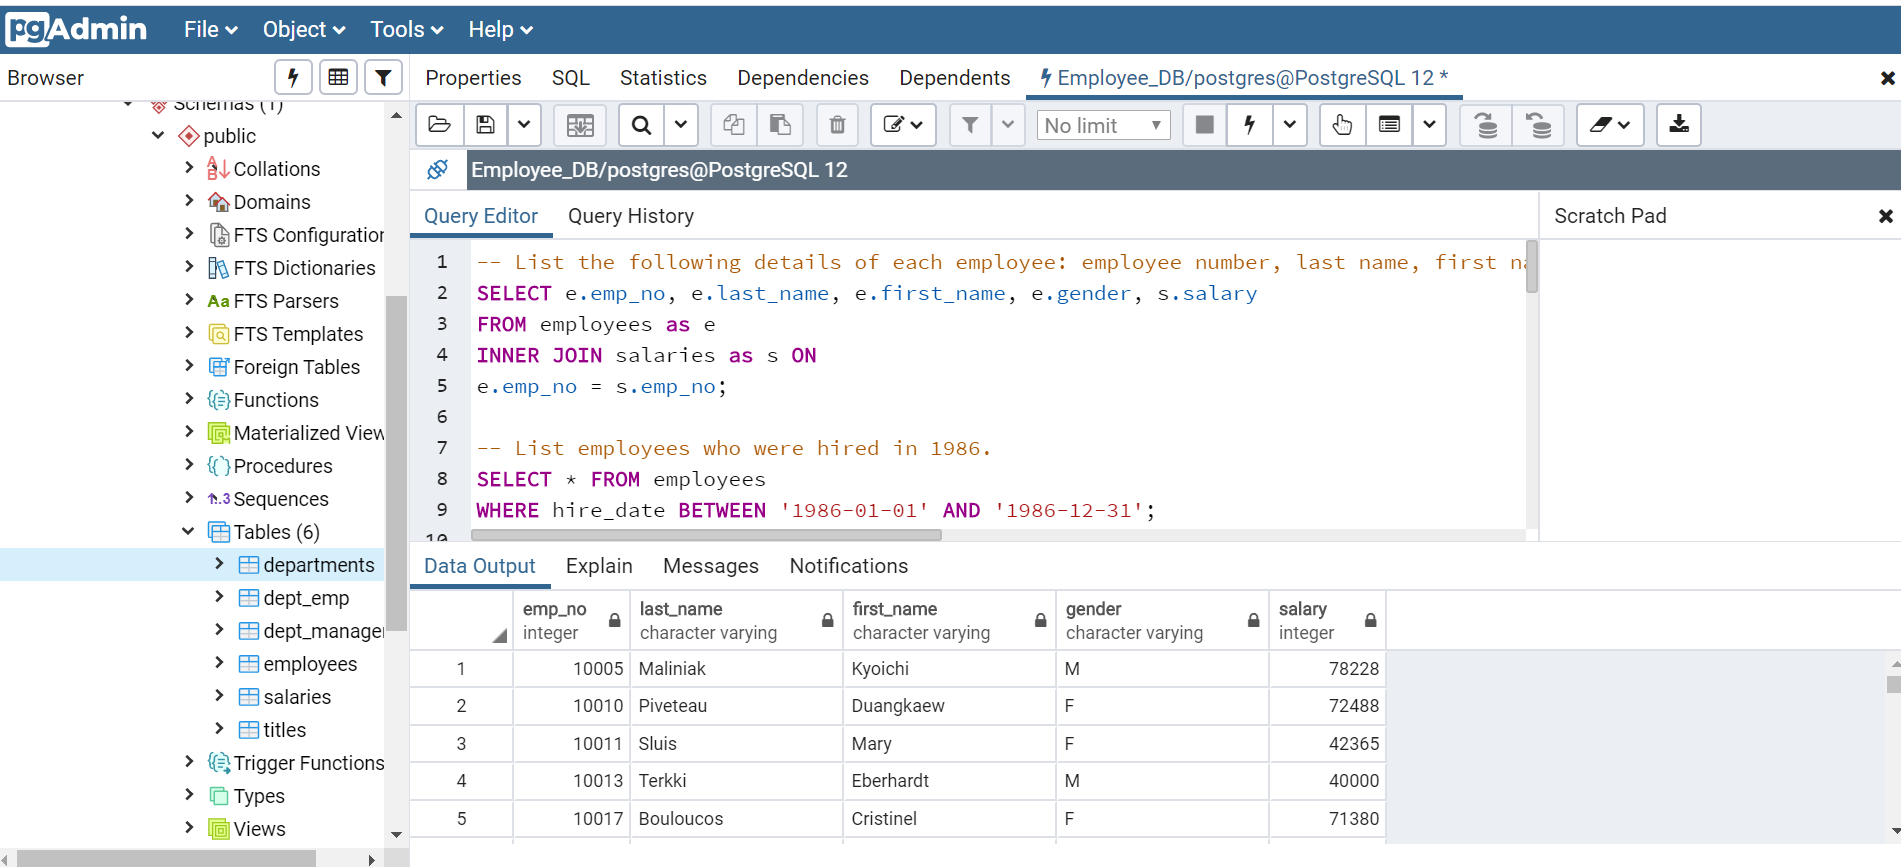 pgAdmin File Object Tools Help
Browser
Properties SQL Statistics Dependencies Dependents Employee_DB/postgres@PostgreSQL 12 *
No limit
Employee_DB/postgres@PostgreSQL 12
Schemas (1)
public
Collations
Domains
FTS Configuration
FTS Dictionaries
Aa FTS Parsers
FTS Templates
Foreign Tables
Functions
Materialized View
Procedures
1..3 Sequences
Tables (6)
departments
dept_emp
dept_manager
employees
salaries
titles
Trigger Functions
Types
Views
Query Editor Query History
Scratch Pad
1 -- List the following details of each employee: employee number, last name, first na
2 SELECT e.emp_no, e.last_name, e.first_name, e.gender, s.salary
3 FROM employees as e
4 INNER JOIN salaries as s ON
5 e.emp_no = s.emp_no;
6
7 -- List employees who were hired in 1986.
8 SELECT * FROM employees
9 WHERE hire_date BETWEEN '1986-01-01' AND '1986-12-31';
10
Data Output Explain Messages Notifications
emp_no last_name first_name gender salary
integer character varying character varying character varying integer
1 10005 Maliniak Kyoichi M 78228
2 10010 Piveteau Duangkaew F 72488
3 10011 Sluis Mary F 42365
4 10013 Terkki Eberhardt M 40000
5 10017 Bouloucos Cristinel F 71380